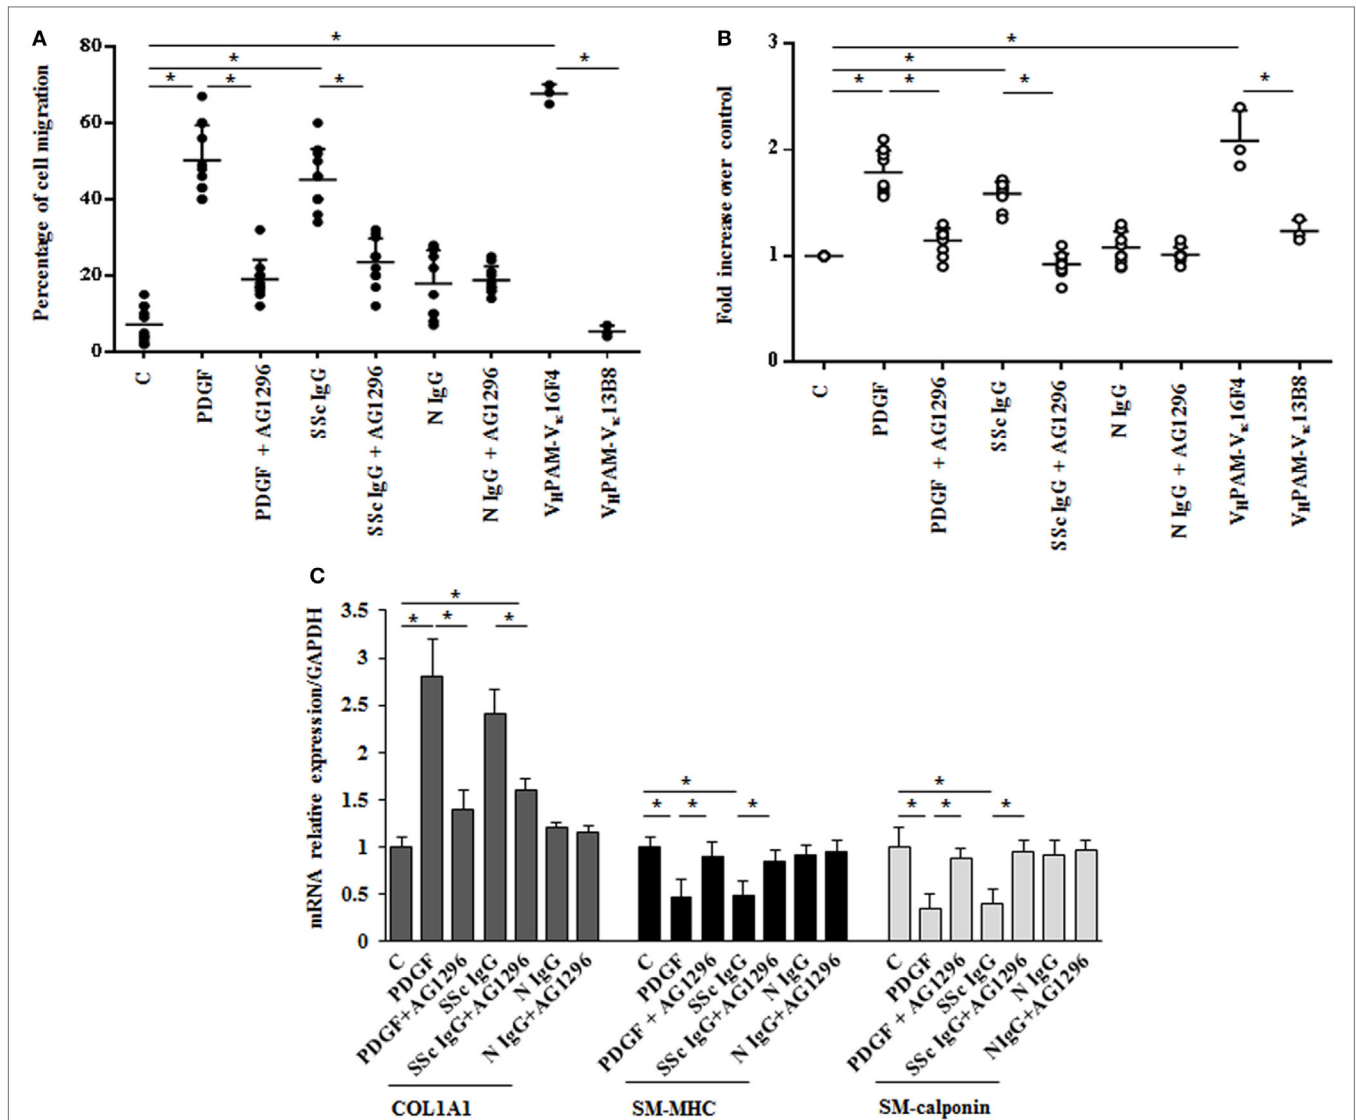 A
Percentage of cell migration
80
60
40
20
0
* * * * * *
C
PDGF
PDGF + AG1296
SSc IgG
SSc IgG + AG1296
N IgG
N IgG + AG1296
VHPAM-Vκ16F4
VHPAM-Vκ13B8
B
Fold increase over control
3
2
1
0
* * * * * *
C
PDGF
PDGF + AG1296
SSc IgG
SSc IgG + AG1296
N IgG
N IgG + AG1296
VHPAM-Vκ16F4
VHPAM-Vκ13B8
C
mRNA relative expression/GAPDH
3.5
3
2.5
2
1.5
1
0.5
0
* * * *
* * * *
* * * *
C
PDGF
PDGF+AG1296
SSc IgG
SSc IgG+AG1296
N IgG
N IgG+AG1296
COL1A1
C
PDGF
PDGF + AG1296
SSc IgG
SSc IgG+AG1296
N IgG
N IgG+AG1296
SM-MHC
C
PDGF
PDGF + AG1296
SSc IgG
SSc IgG+AG1296
N IgG
NIgG+AG1296
SM-calponin